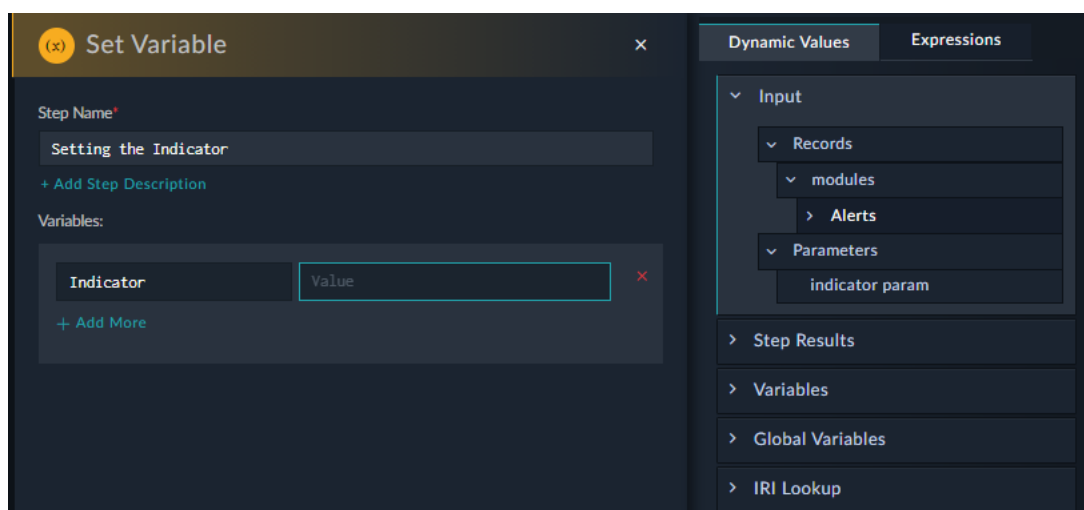 (x) Set Variable ×
Step Name*
Setting the Indicator
+ Add Step Description
Variables:
Indicator Value ×
+ Add More
Dynamic Values Expressions
Input
Records
modules
Alerts
Parameters
indicator param
Step Results
Variables
Global Variables
IRI Lookup